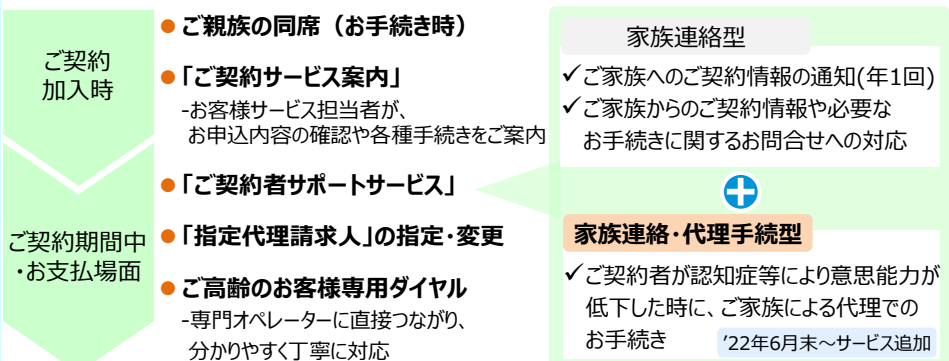 ご契約
加入時
ご契約期間中
・お支払場面
●ご親族の同席（お手続き時）
●「ご契約サービス案内」
-お客様サービス担当者が、
お申込内容の確認や各種手続きをご案内
●「ご契約者サポートサービス」
●「指定代理請求人」の指定・変更
●ご高齢のお客様専用ダイヤル
-専門オペレーターに直接つながり、
分かりやすく丁寧に対応
家族連絡型
✓ご家族へのご契約情報の通知(年1回)
✓ご家族からのご契約情報や必要な
お手続きに関するお問合せへの対応
家族連絡・代理手続型
✓ご契約者が認知症等により意思能力が
低下した時に、ご家族による代理での
お手続き
’22年6月末～サービス追加